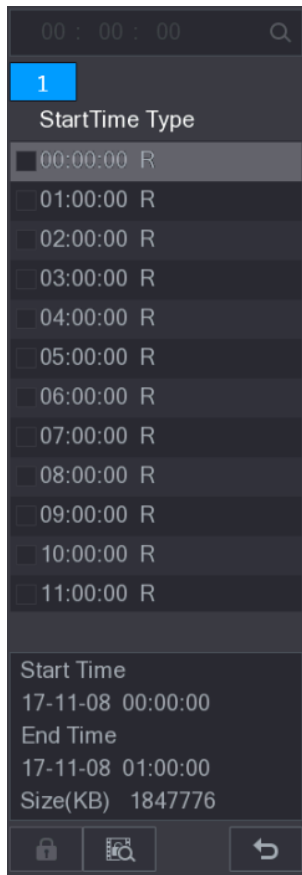 00 : 00 : 00
1
StartTime Type
00:00:00 R
01:00:00 R
02:00:00 R
03:00:00 R
04:00:00 R
05:00:00 R
06:00:00 R
07:00:00 R
08:00:00 R
09:00:00 R
10:00:00 R
11:00:00 R
Start Time
17-11-08 00:00:00
End Time
17-11-08 01:00:00
Size(KB) 1847776